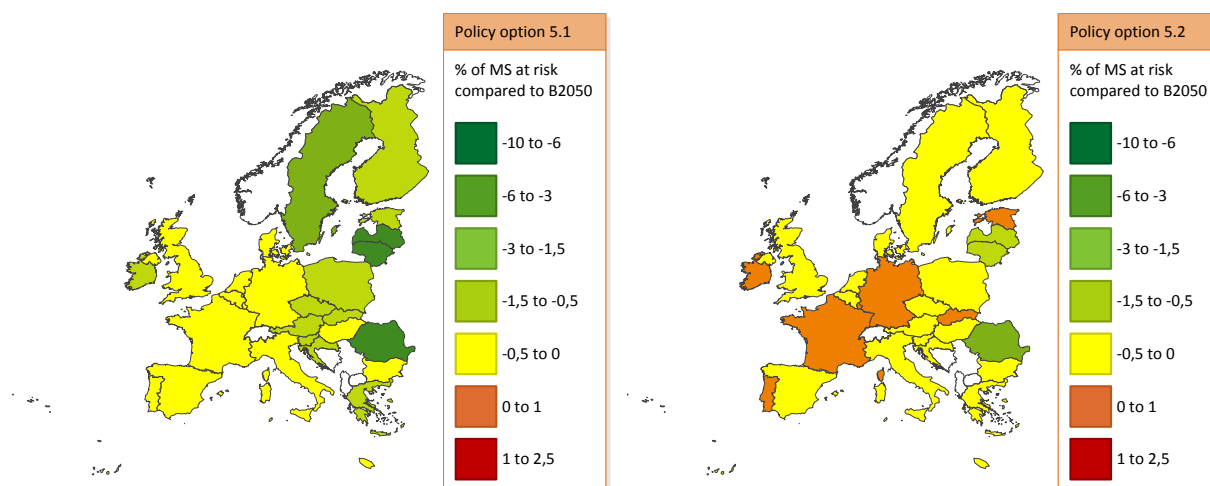 Policy option 5.1
% of MS at risk
compared to B2050
-10 to -6
-6 to -3
-3 to -1,5
-1,5 to -0,5
-0,5 to 0
0 to 1
1 to 2,5
Policy option 5.2
% of MS at risk
compared to B2050
-10 to -6
-6 to -3
-3 to -1,5
-1,5 to -0,5
-0,5 to 0
0 to 1
1 to 2,5